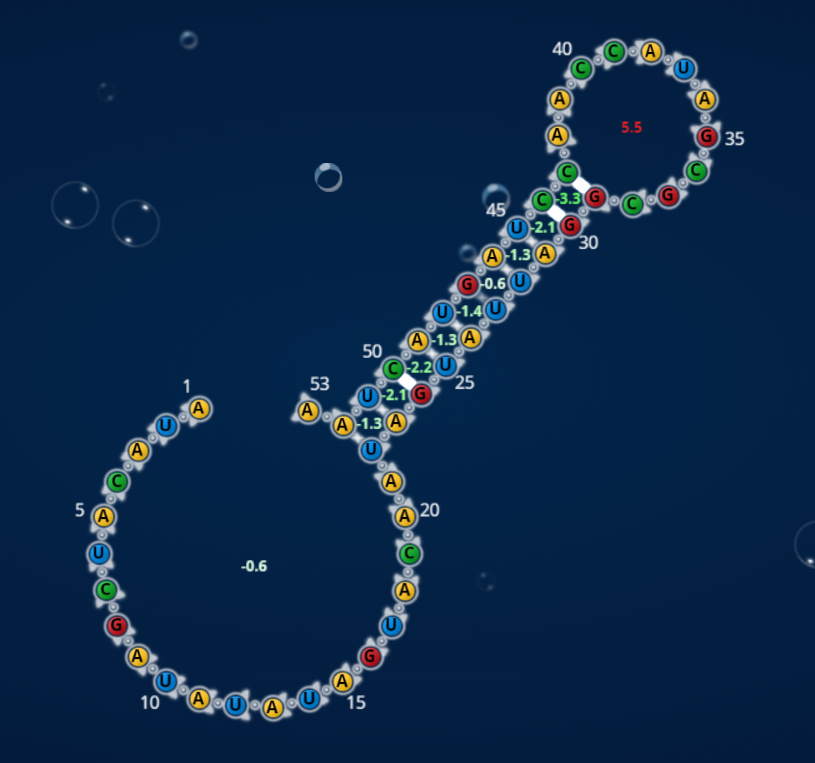 40 C A
C U
A A
A 5.5 G 35
C C
C -3.3 G C G
45
U -2.1 G
30
A -1.3 A
G -0.6 U
U -1.4 U
A -1.3 A
50
C -2.2 U 25
1 53
U -2.1 G
A A
U A -1.3 A
A U
C A
5 A A 20
U C
-0.6
C A
G U
A G
U A
10 A U A U 15